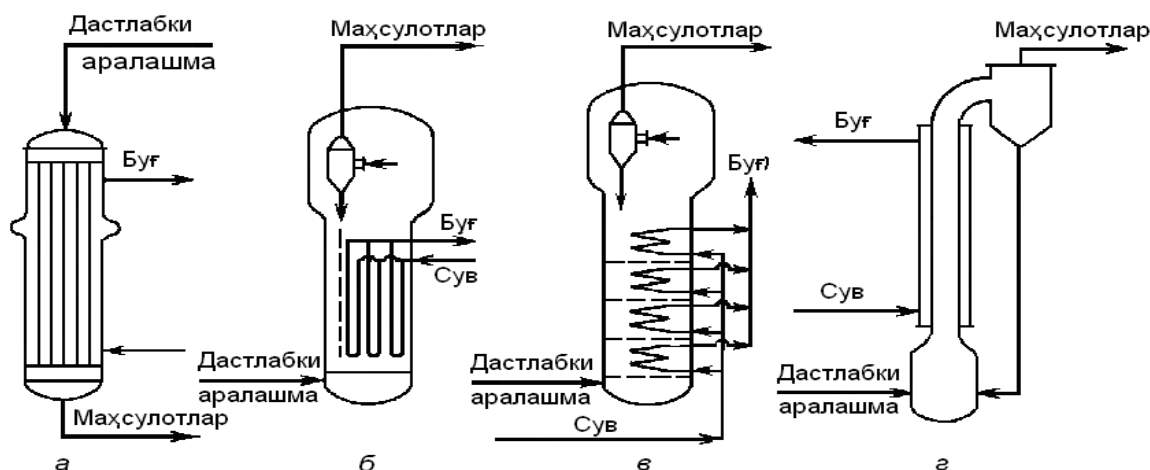 Дастлабки
аралашма
Буғ
Маҳсулотлар
а
Маҳсулотлар
Буғ
Сув
Дастлабки
аралашма
б
Маҳсулотлар
Буғ)
Дастлабки
аралашма
Сув
в
Маҳсулотлар
Буғ
Сув
Дастлабки
аралашма
г